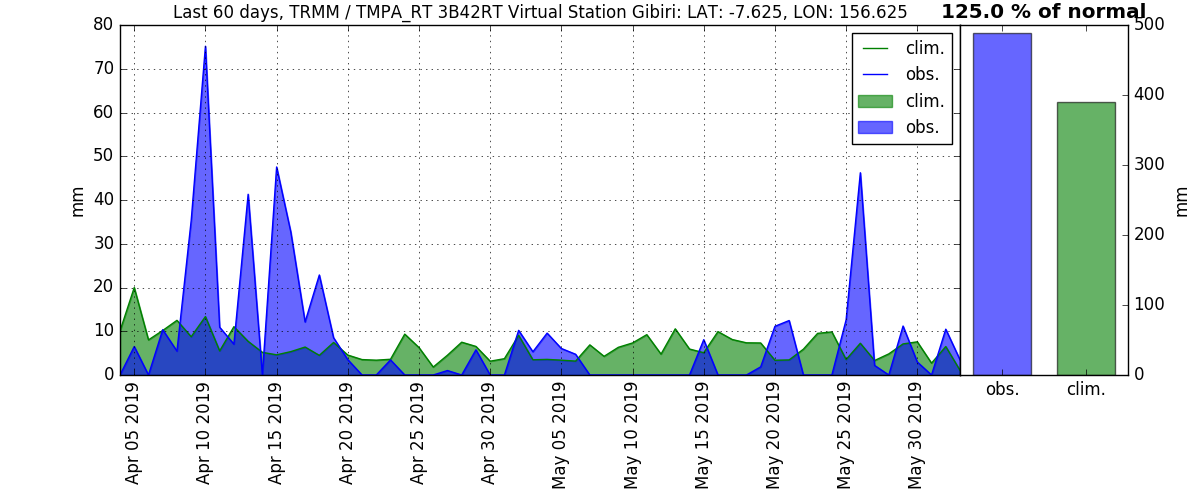 Last 60 days, TRMM / TMPA_RT 3B42RT Virtual Station Gibiri: LAT: -7.625, LON: 156.625
125.0 % of normal
80
70
60
50
40
30
20
10
0
mm
clim.
obs.
clim.
obs.
500
400
300
200
100
0
mm
Apr 05 2019
Apr 10 2019
Apr 15 2019
Apr 20 2019
Apr 25 2019
Apr 30 2019
May 05 2019
May 10 2019
May 15 2019
May 20 2019
May 25 2019
May 30 2019
obs.
clim.